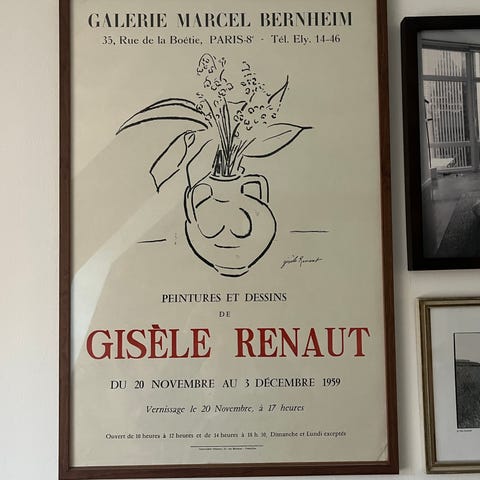 GALERIE MARCEL BERNHEIM
35, Rue de la Boétie, PARIS-8ᵉ - Tél. Ely. 14-46
gisèle Renaut
PEINTURES ET DESSINS
DE
GISÈLE RENAUT
DU 20 NOVEMBRE AU 3 DÉCEMBRE 1959
Vernissage le 20 Novembre, à 17 heures
Ouvert de 10 heures à 12 heures et de 14 heures à 18 h. 30, Dimanche et Lundi exceptés